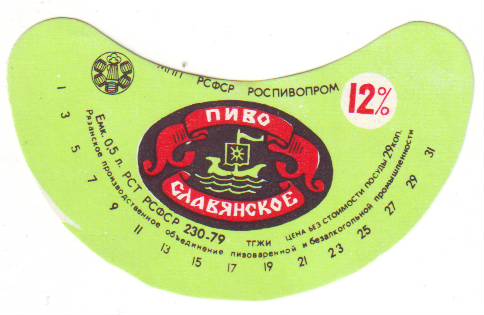 МПП РСФСР РОСПИВОПРОМ
12%
ПИВО
СЛАВЯНСКОЕ
Емк. 0,5 л. РСТ РСФСР 230-79 ТГЖИ ЦЕНА БЕЗ СТОИМОСТИ ПОСУДЫ 29коп.
Рязанское производственное объединение пивоваренной и безалкогольной промышленности
1 3 5 7 9 11 13 15 17 19 21 23 25 27 29 31